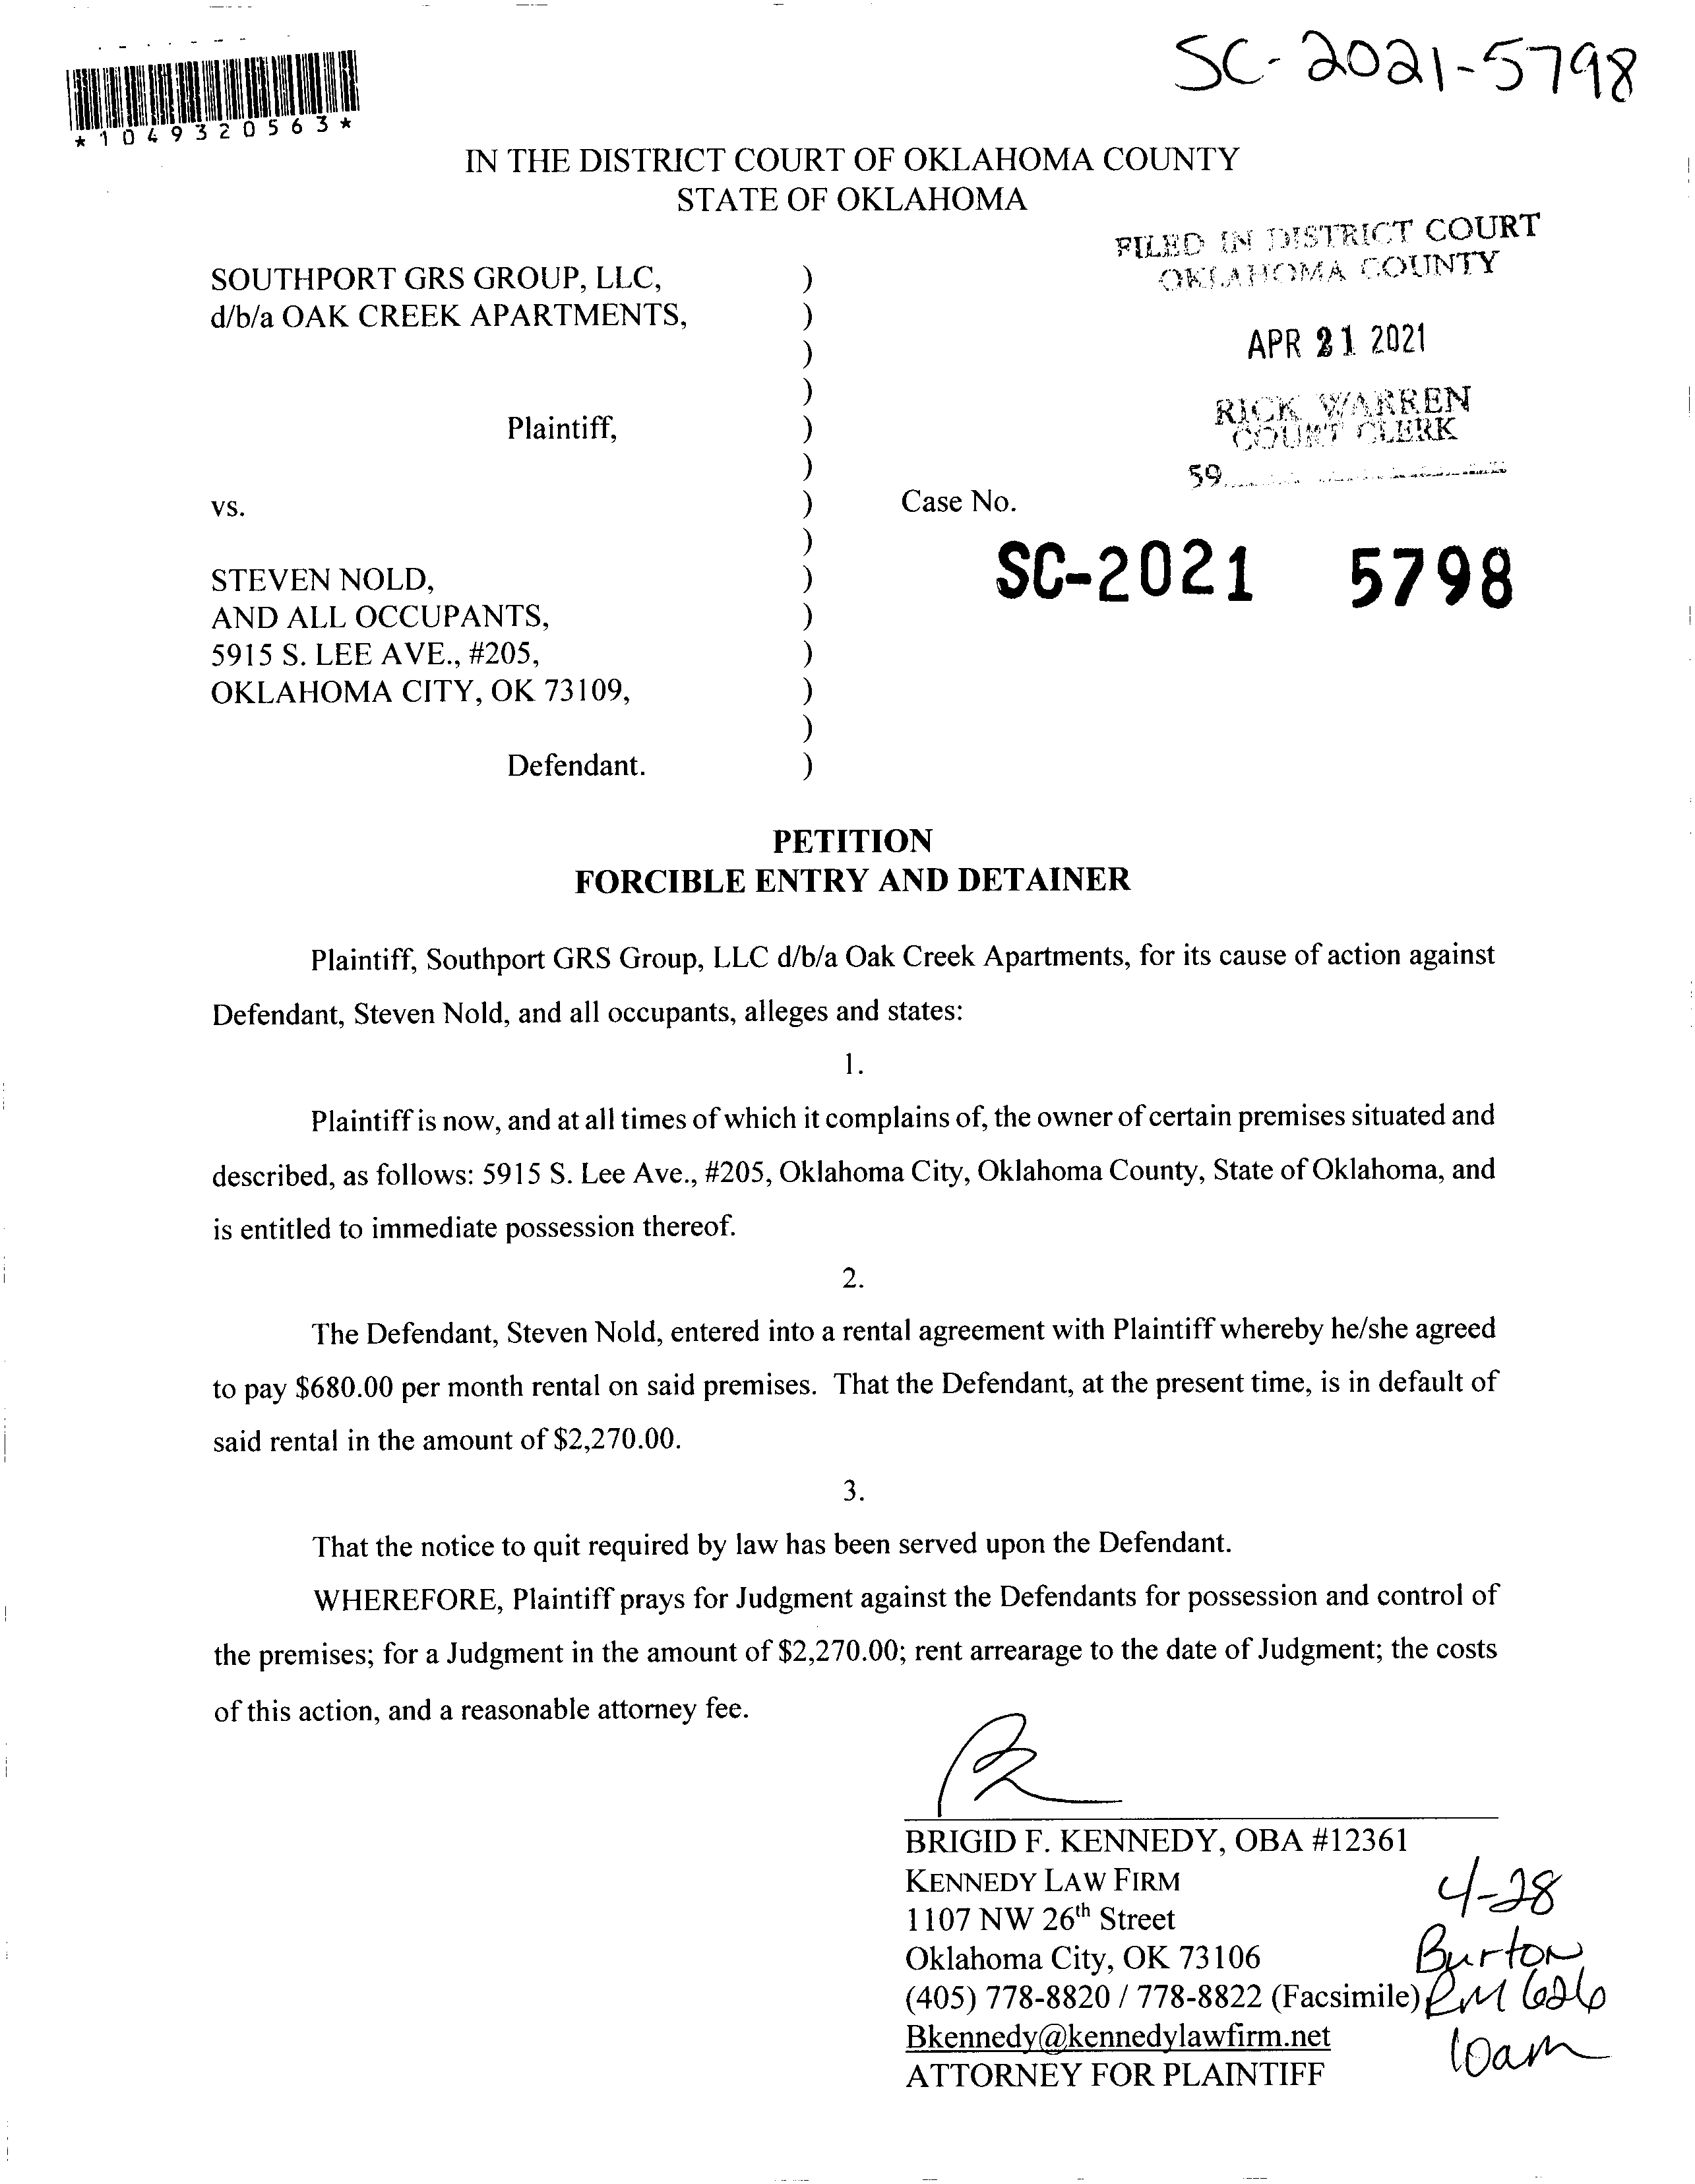 SC-2021-5798
*1049320563*
IN THE DISTRICT COURT OF OKLAHOMA COUNTY
STATE OF OKLAHOMA
FILED IN DISTRICT COURT
OKLAHOMA COUNTY
APR 21 2021
RICK WARREN
COURT CLERK
59
SOUTHPORT GRS GROUP, LLC, )
d/b/a OAK CREEK APARTMENTS, )
)
)
Plaintiff, )
)
vs. ) Case No.
)
SC-2021 5798
STEVEN NOLD, )
AND ALL OCCUPANTS, )
5915 S. LEE AVE., #205, )
OKLAHOMA CITY, OK 73109, )
)
Defendant. )
PETITION
FORCIBLE ENTRY AND DETAINER
Plaintiff, Southport GRS Group, LLC d/b/a Oak Creek Apartments, for its cause of action against
Defendant, Steven Nold, and all occupants, alleges and states:
1.
Plaintiff is now, and at all times of which it complains of, the owner of certain premises situated and
described, as follows: 5915 S. Lee Ave., #205, Oklahoma City, Oklahoma County, State of Oklahoma, and
is entitled to immediate possession thereof.
2.
The Defendant, Steven Nold, entered into a rental agreement with Plaintiff whereby he/she agreed
to pay $680.00 per month rental on said premises. That the Defendant, at the present time, is in default of
said rental in the amount of $2,270.00.
3.
That the notice to quit required by law has been served upon the Defendant.
WHEREFORE, Plaintiff prays for Judgment against the Defendants for possession and control of
the premises; for a Judgment in the amount of $2,270.00; rent arrearage to the date of Judgment; the costs
of this action, and a reasonable attorney fee.
BRIGID F. KENNEDY, OBA #12361
KENNEDY LAW FIRM
1107 NW 26th Street
Oklahoma City, OK 73106
(405) 778-8820 / 778-8822 (Facsimile)
Bkennedy@kennedylawfirm.net
ATTORNEY FOR PLAINTIFF
4-28
Burton
RM 626
10am